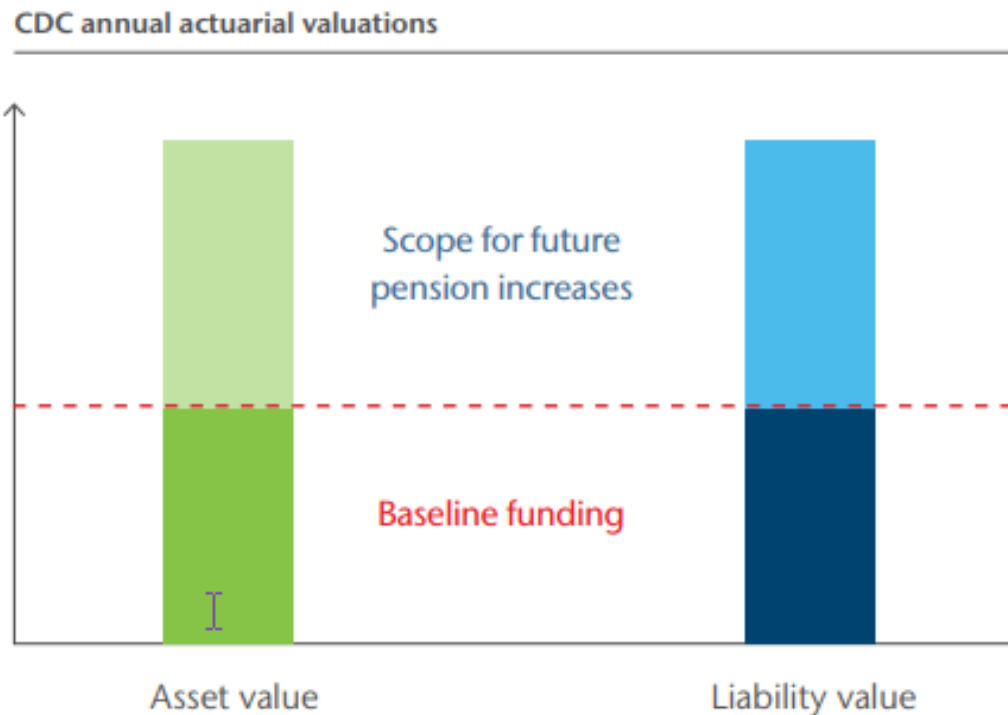 CDC annual actuarial valuations
Scope for future
pension increases
Baseline funding
Asset value
Liability value